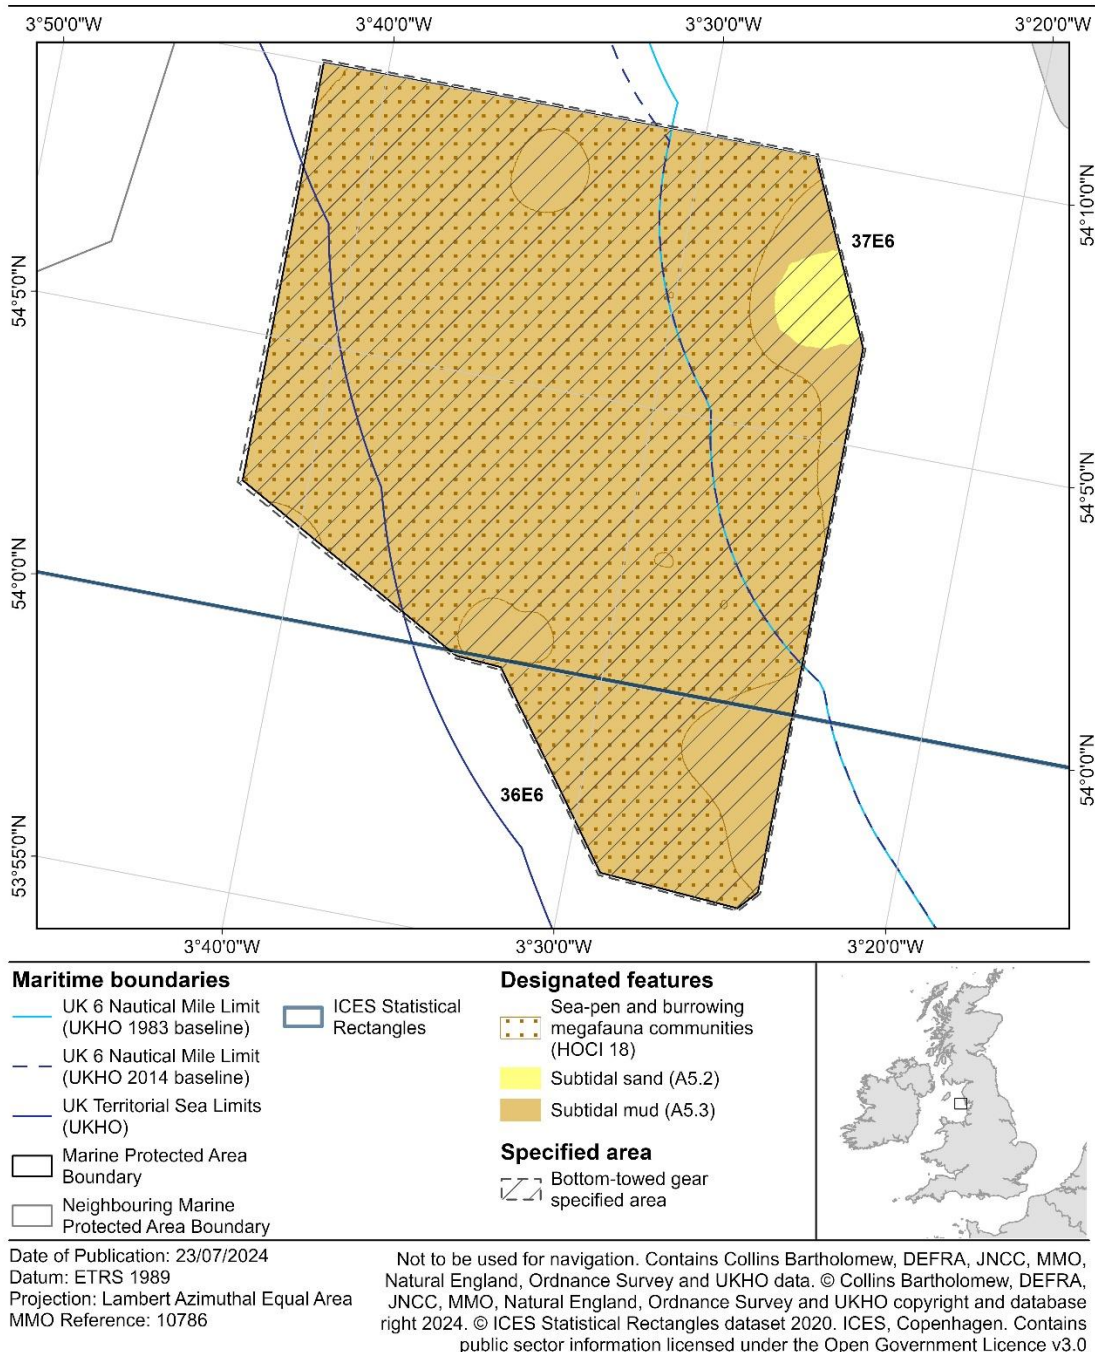 3°50'0"W
3°40'0"W
3°30'0"W
3°20'0"W
54°10'0"N
37E6
54°5'0"N
54°5'0"N
54°0'0"N
54°0'0"N
36E6
53°55'0"N
3°40'0"W
3°30'0"W
3°20'0"W
Maritime boundaries
UK 6 Nautical Mile Limit
(UKHO 1983 baseline)
UK 6 Nautical Mile Limit
(UKHO 2014 baseline)
UK Territorial Sea Limits
(UKHO)
Marine Protected Area
Boundary
Neighbouring Marine
Protected Area Boundary
ICES Statistical
Rectangles
Designated features
Sea-pen and burrowing
megafauna communities
(HOCI 18)
Subtidal sand (A5.2)
Subtidal mud (A5.3)
Specified area
Bottom-towed gear
specified area
Date of Publication: 23/07/2024
Datum: ETRS 1989
Projection: Lambert Azimuthal Equal Area
MMO Reference: 10786
Not to be used for navigation. Contains Collins Bartholomew, DEFRA, JNCC, MMO,
Natural England, Ordnance Survey and UKHO data. © Collins Bartholomew, DEFRA,
JNCC, MMO, Natural England, Ordnance Survey and UKHO copyright and database
right 2024. © ICES Statistical Rectangles dataset 2020. ICES, Copenhagen. Contains
public sector information licensed under the Open Government Licence v3.0